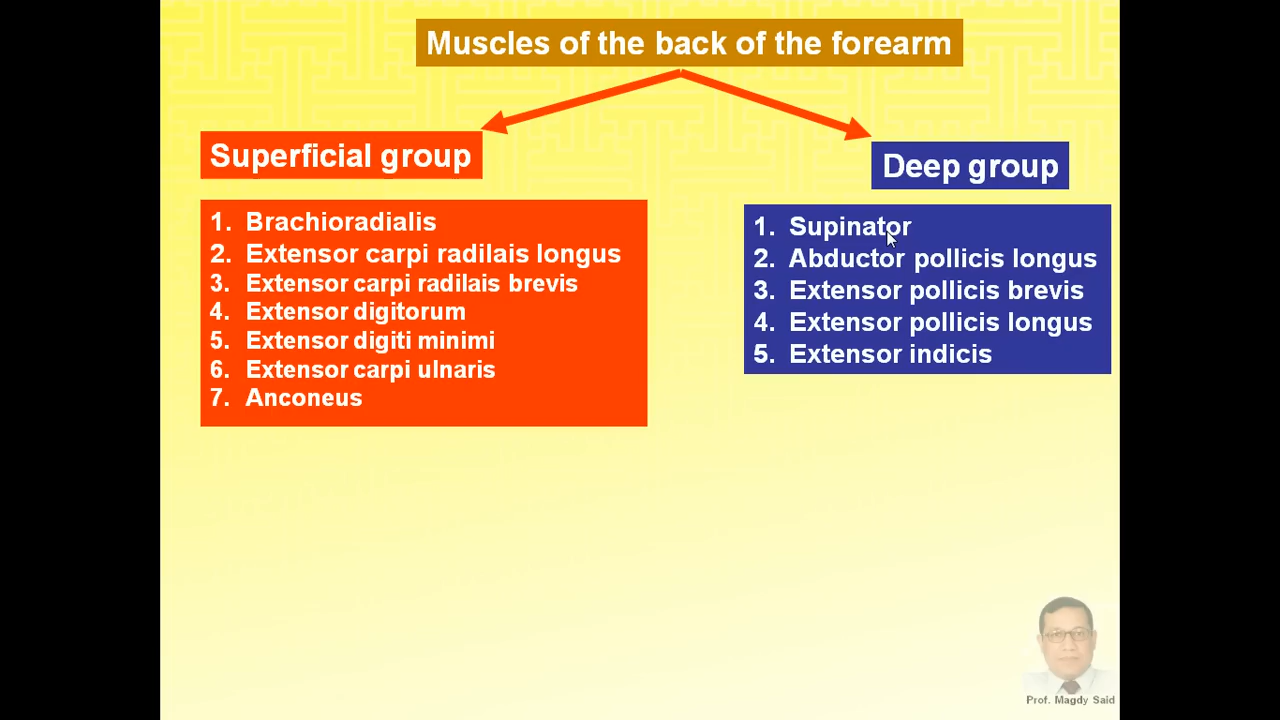 Muscles of the back of the forearm
Superficial group
1. Brachioradialis
2. Extensor carpi radilais longus
3. Extensor carpi radilais brevis
4. Extensor digitorum
5. Extensor digiti minimi
6. Extensor carpi ulnaris
7. Anconeus
Deep group
1. Supinator
2. Abductor pollicis longus
3. Extensor pollicis brevis
4. Extensor pollicis longus
5. Extensor indicis
Prof. Magdy Said